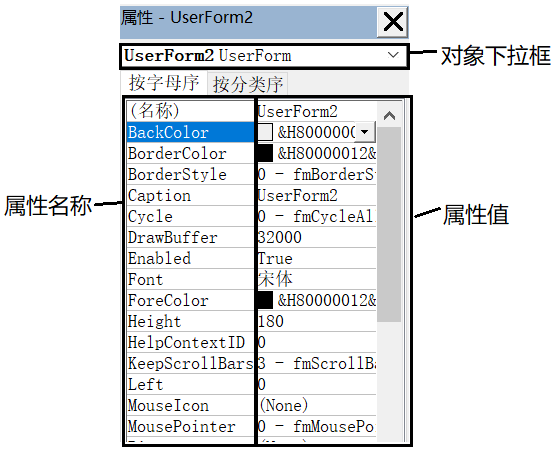 属性 - UserForm2
UserForm2 UserForm
对象下拉框
按字母序 按分类序
(名称) UserForm2
BackColor &H8000000
BorderColor &H80000012&
BorderStyle 0 - fmBorderS
属性名称
Caption UserForm2
属性值
Cycle 0 - fmCycleAl
DrawBuffer 32000
Enabled True
Font 宋体
ForeColor &H80000012&
Height 180
HelpContextID 0
KeepScrollBars 3 - fmScrollBa
Left 0
MouseIcon (None)
MousePointer 0 - fmMousePo